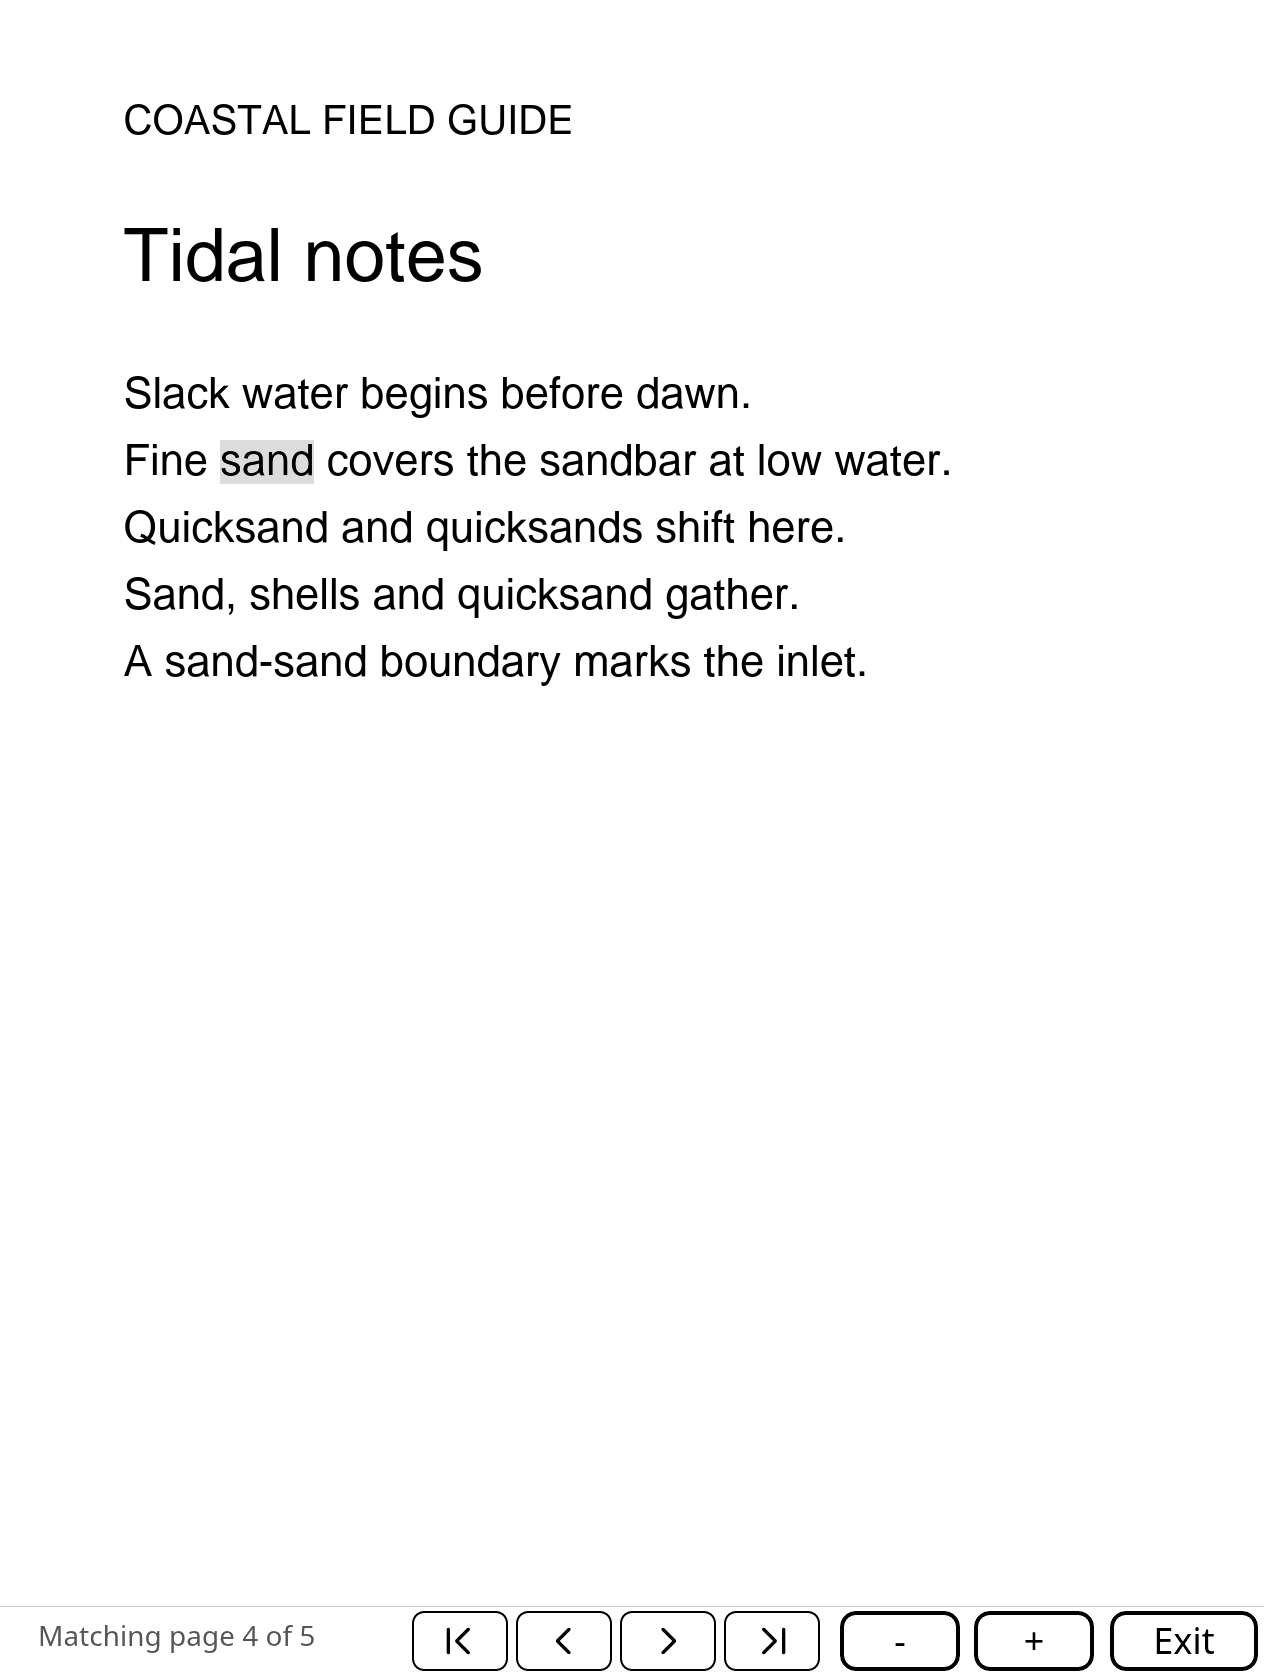 COASTAL FIELD GUIDE
Tidal notes
Slack water begins before dawn.
Fine sand covers the sandbar at low water.
Quicksand and quicksands shift here.
Sand, shells and quicksand gather.
A sand-sand boundary marks the inlet.
Matching page 4 of 5 - + Exit